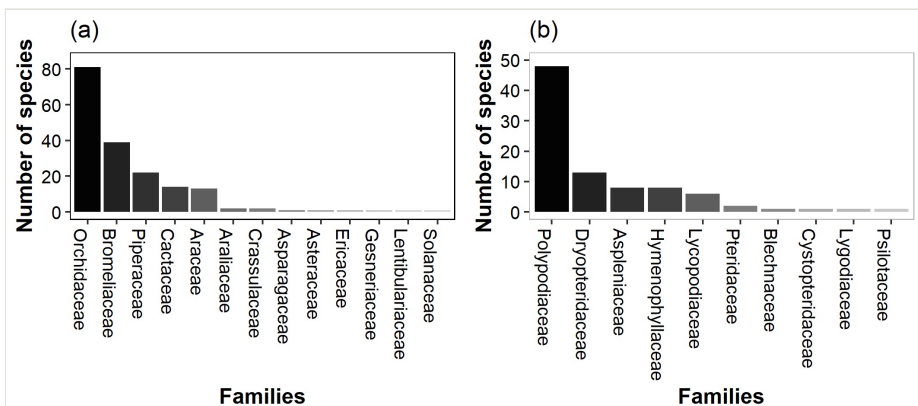 (a)
Number of species
80
60
40
20
0
Orchidaceae
Bromeliaceae
Piperaceae
Cactaceae
Araceae
Araliaceae
Crassulaceae
Asparagaceae
Asteraceae
Ericaceae
Gesneriaceae
Lentibulariaceae
Solanaceae
Families
(b)
Number of species
50
40
30
20
10
0
Polypodiaceae
Dryopteridaceae
Aspleniaceae
Hymenophyllaceae
Lycopodiaceae
Pteridaceae
Blechnaceae
Cystopteridaceae
Lygodiaceae
Psilotaceae
Families